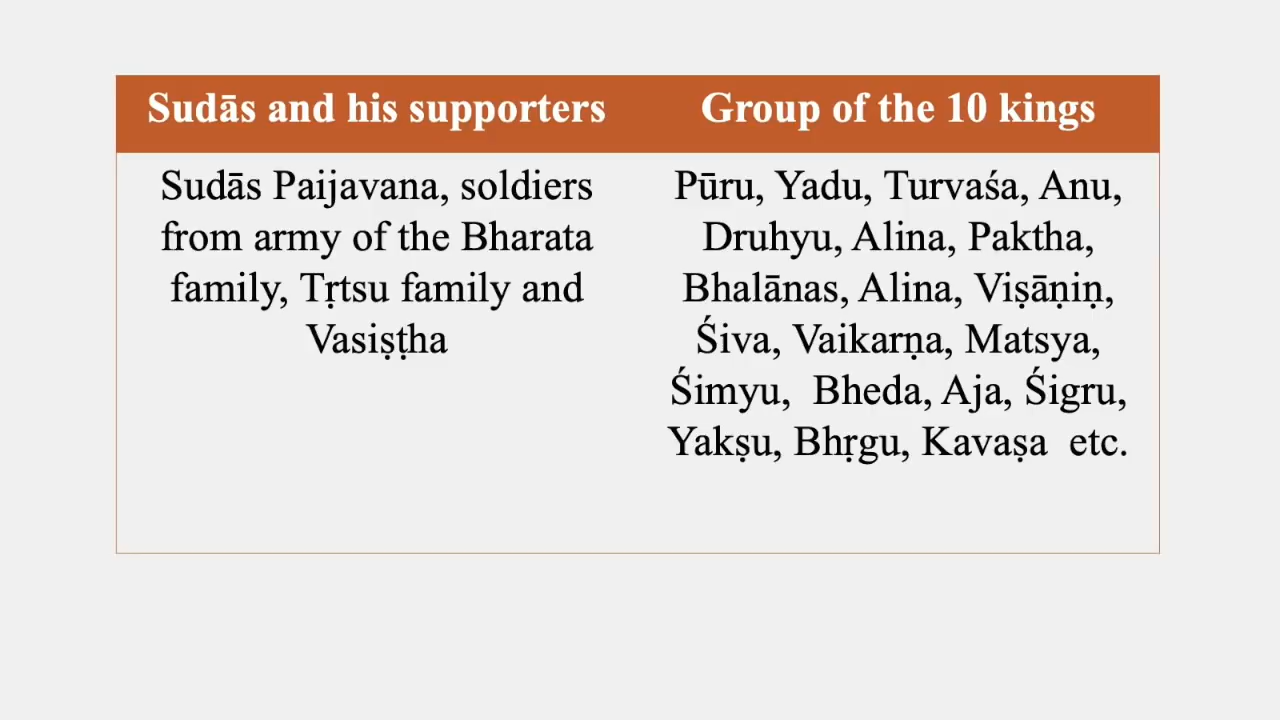 Sudās and his supporters
Group of the 10 kings
Sudās Paijavana, soldiers
from army of the Bharata
family, Tṛtsu family and
Vasiṣṭha
Pūru, Yadu, Turvaśa, Anu,
Druhyu, Alina, Paktha,
Bhalānas, Alina, Viṣāṇiṇ,
Śiva, Vaikarṇa, Matsya,
Śimyu,  Bheda, Aja, Śigru,
Yakṣu, Bhṛgu, Kavaṣa  etc.